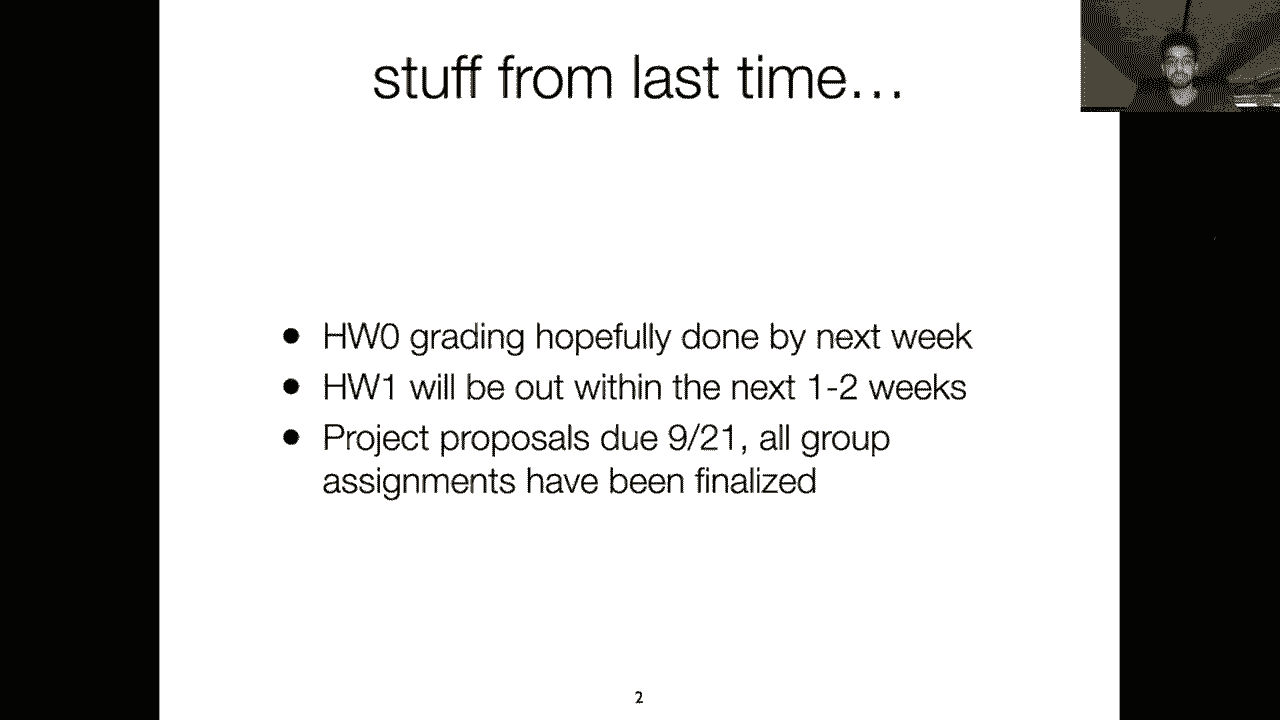 stuff from last time…
● HW0 grading hopefully done by next week
● HW1 will be out within the next 1-2 weeks
● Project proposals due 9/21, all group
assignments have been finalized
2